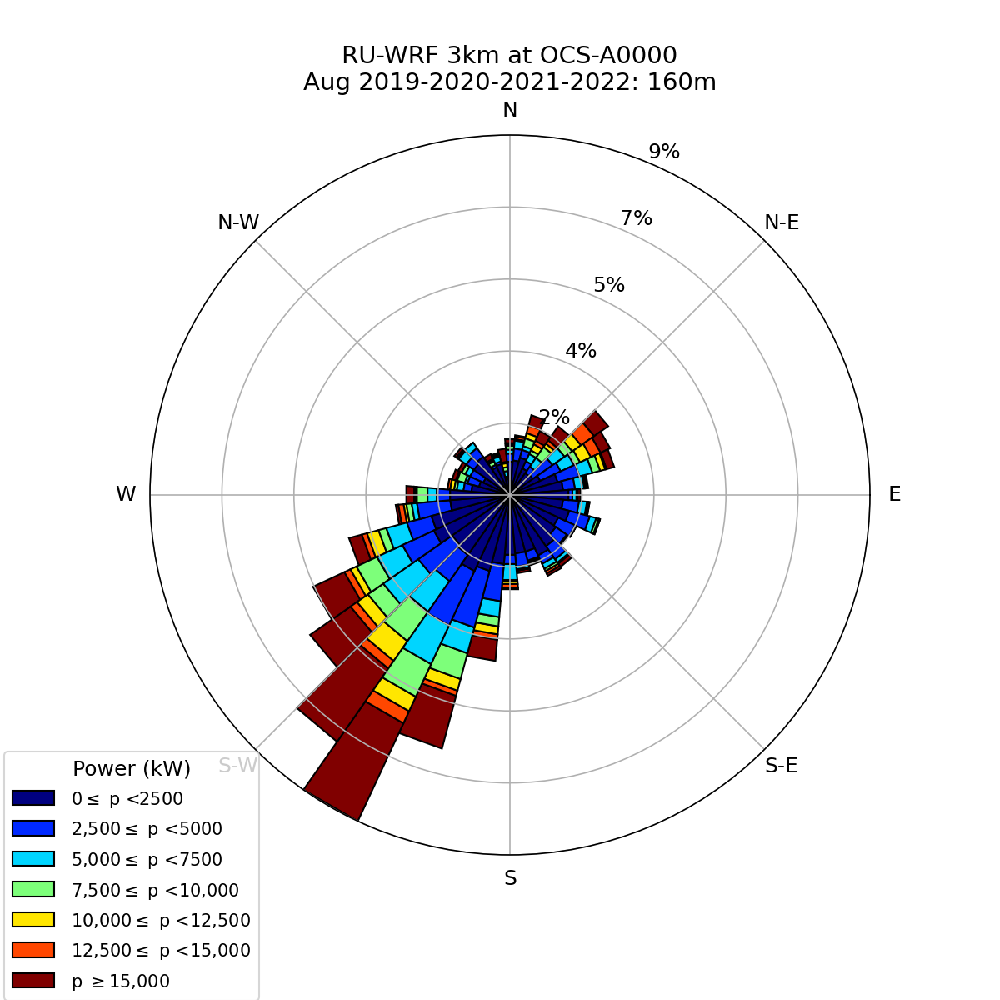 RU-WRF 3km at OCS-A0000
Aug 2019-2020-2021-2022: 160m
N
9%
N-W
7%
N-E
5%
4%
2%
W
E
S-W
S-E
S
Power (kW)
0≤ p <2500
2,500≤ p <5000
5,000≤ p <7500
7,500≤ p <10,000
10,000≤ p <12,500
12,500≤ p <15,000
p ≥15,000